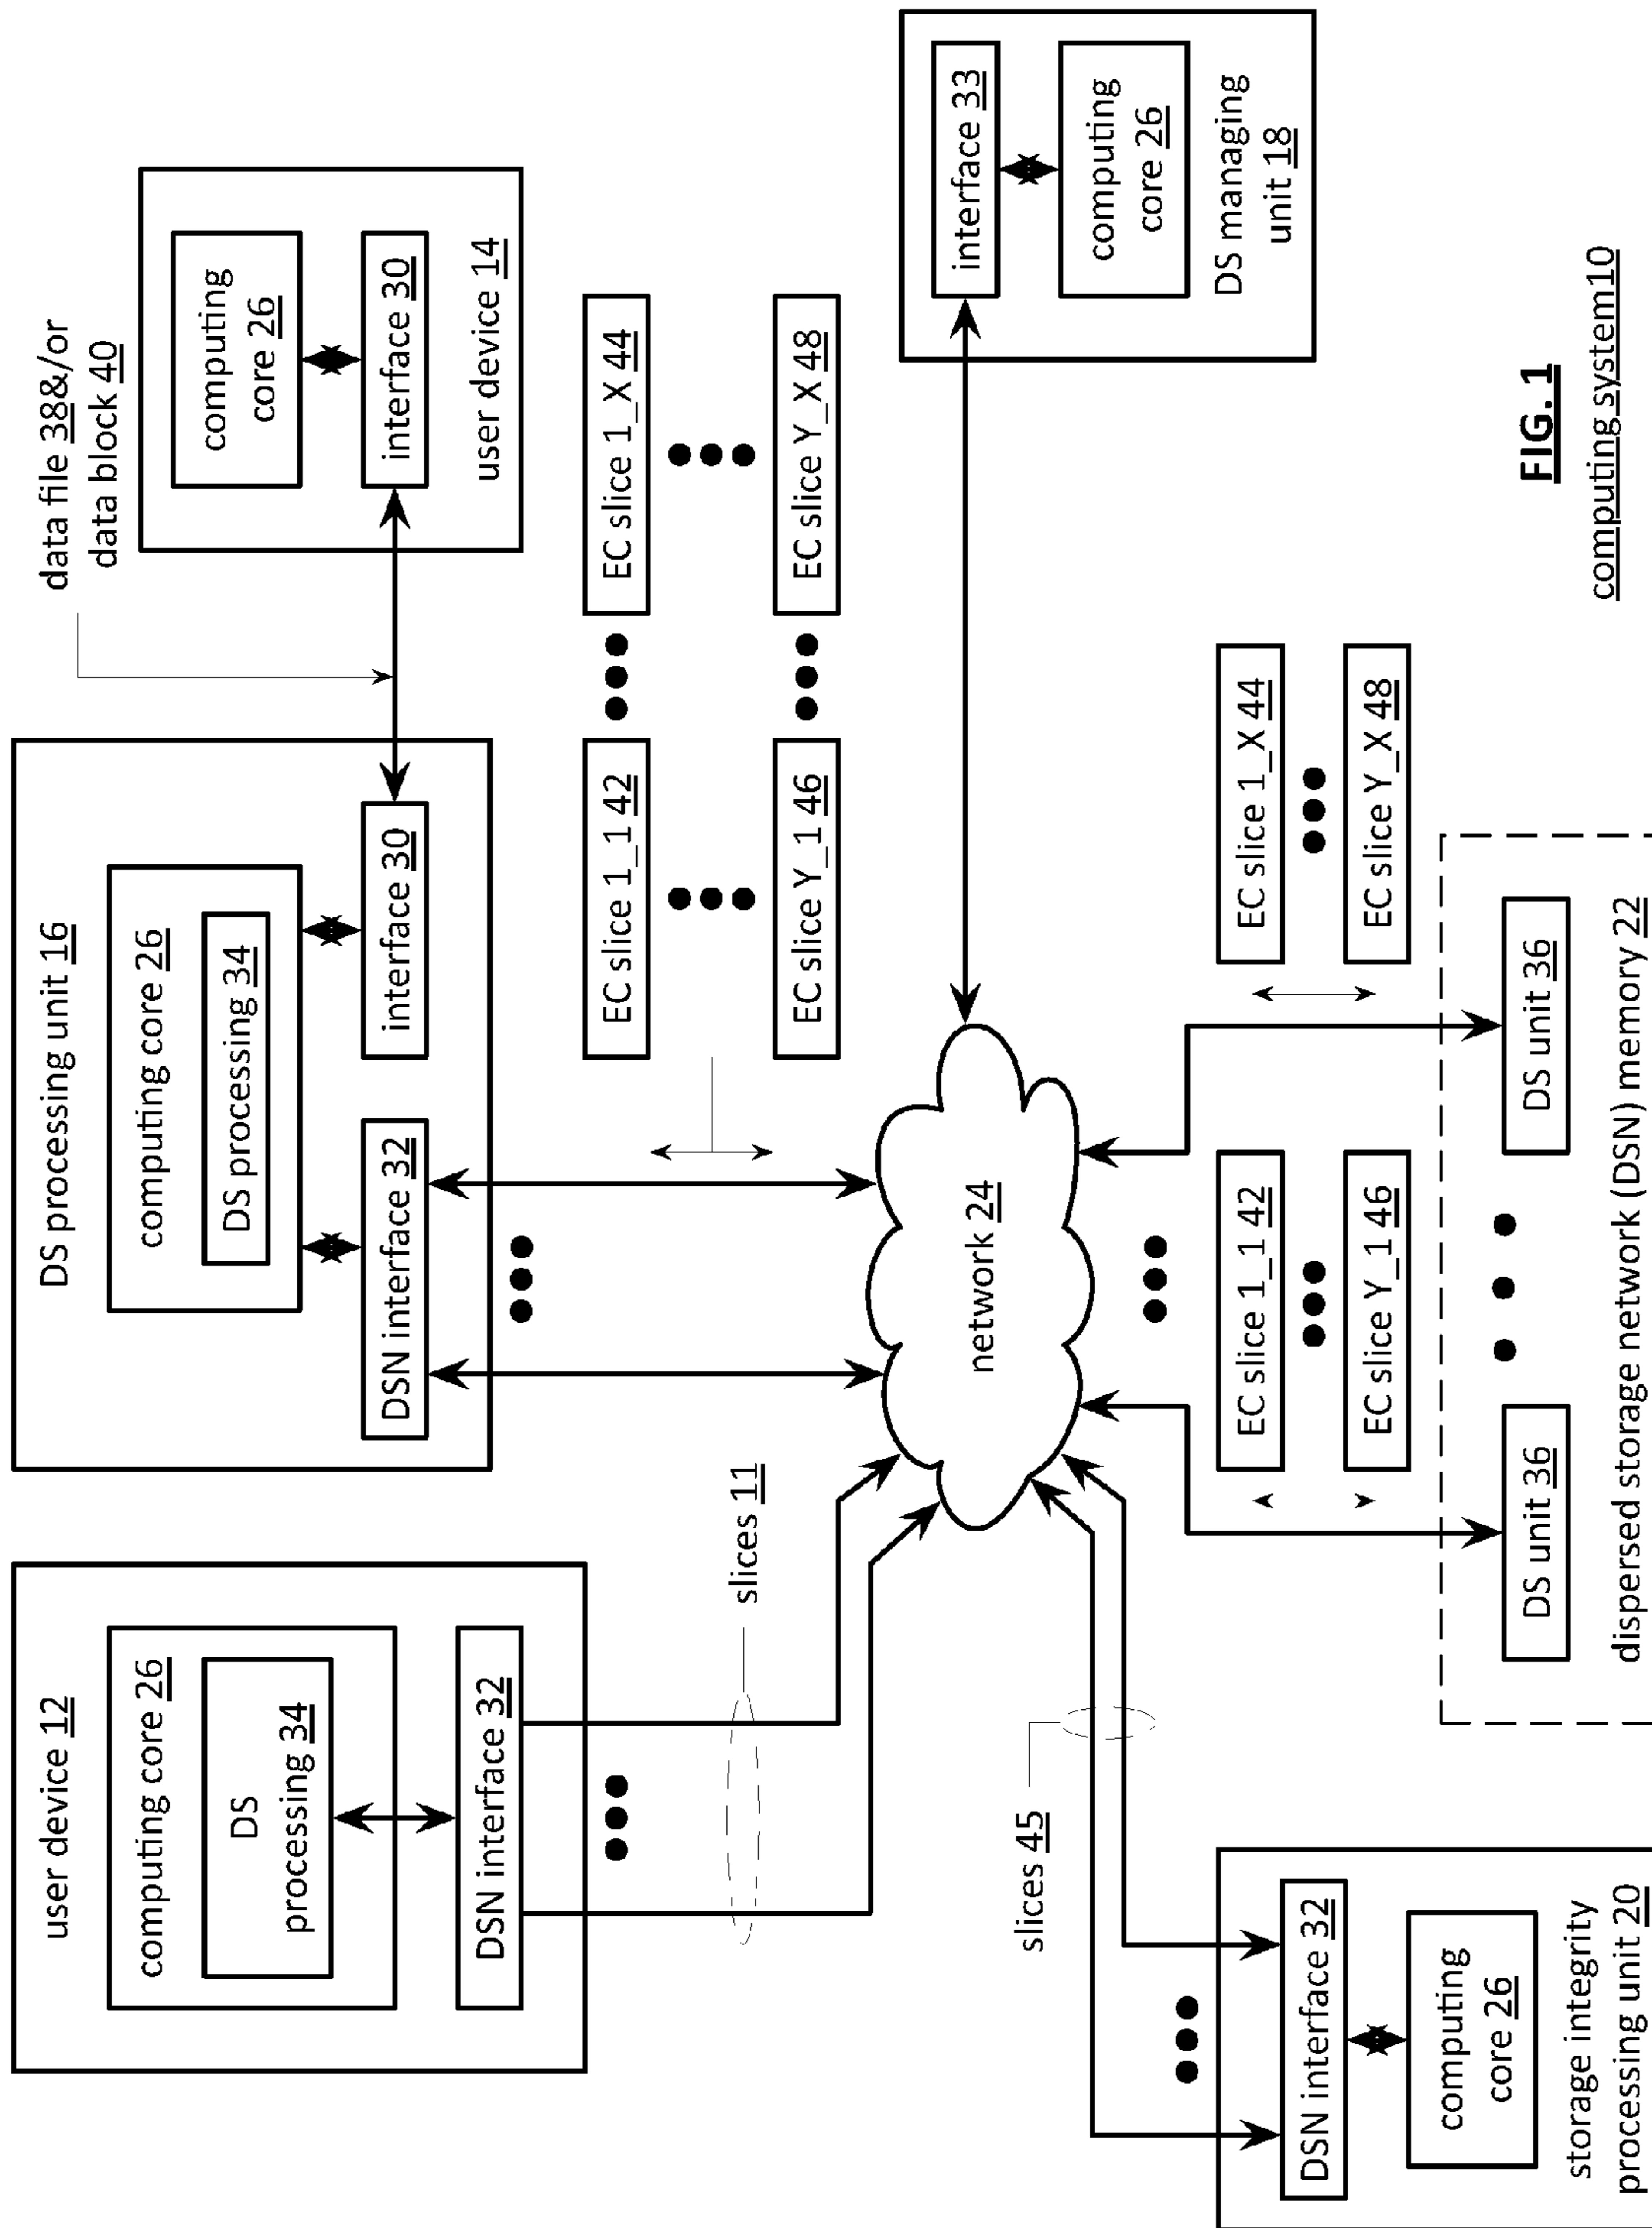 user device 12
computing core 26
DS
processing 34
DSN interface 32
slices 11
DS processing unit 16
computing core 26
DS processing 34
DSN interface 32
interface 30
data file 38&/or
data block 40
computing
core 26
interface 30
user device 14
EC slice 1_1 42
EC slice 1_X 44
EC slice Y_1 46
EC slice Y_X 48
network 24
interface 33
computing
core 26
DS managing
unit 18
slices 45
DSN interface 32
computing
core 26
storage integrity
processing unit 20
EC slice 1_1 42
EC slice 1_X 44
EC slice Y_1 46
EC slice Y_X 48
DS unit 36
DS unit 36
dispersed storage network (DSN) memory 22
FIG. 1
computing system10